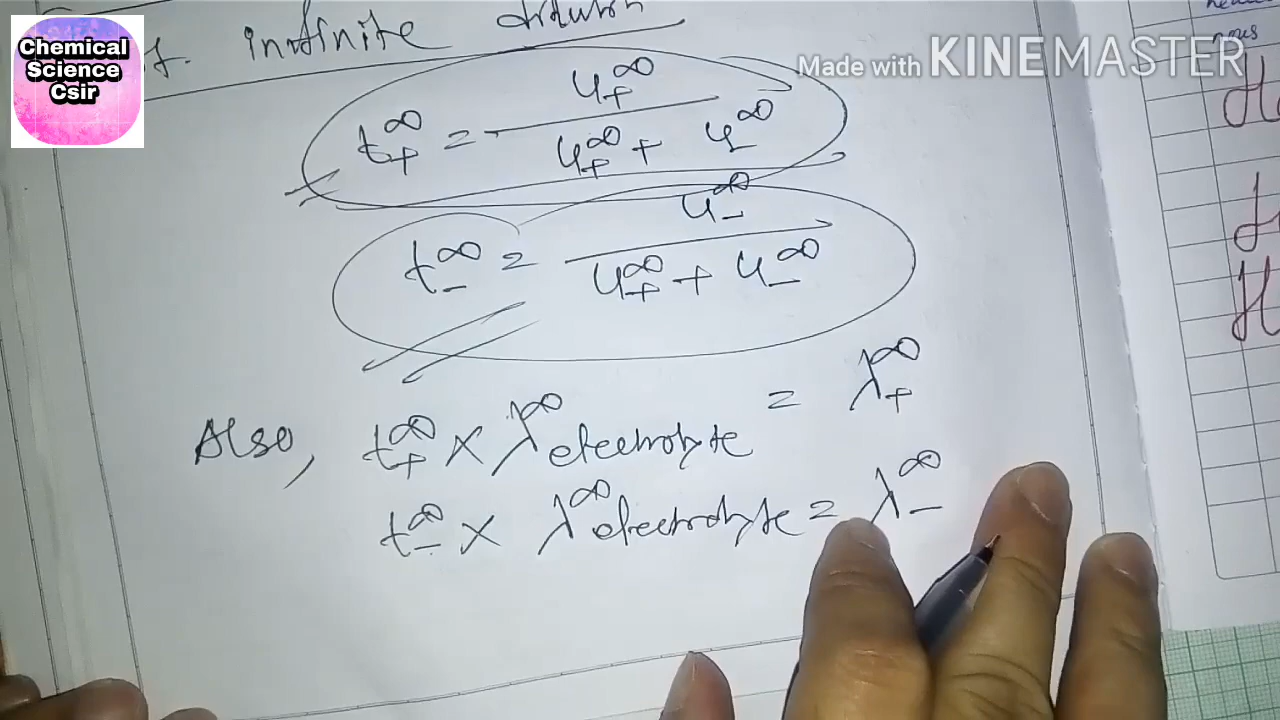 Chemical
Science
Csir
Made with KINEMASTER
infinite dilution
t₊^∞ = u₊^∞ / (u₊^∞ + u₋^∞)
t₋^∞ = u₋^∞ / (u₊^∞ + u₋^∞)
Also, t₊^∞ × λ^∞ electrolyte = λ₊^∞
t₋^∞ × λ^∞ electrolyte = λ₋^∞